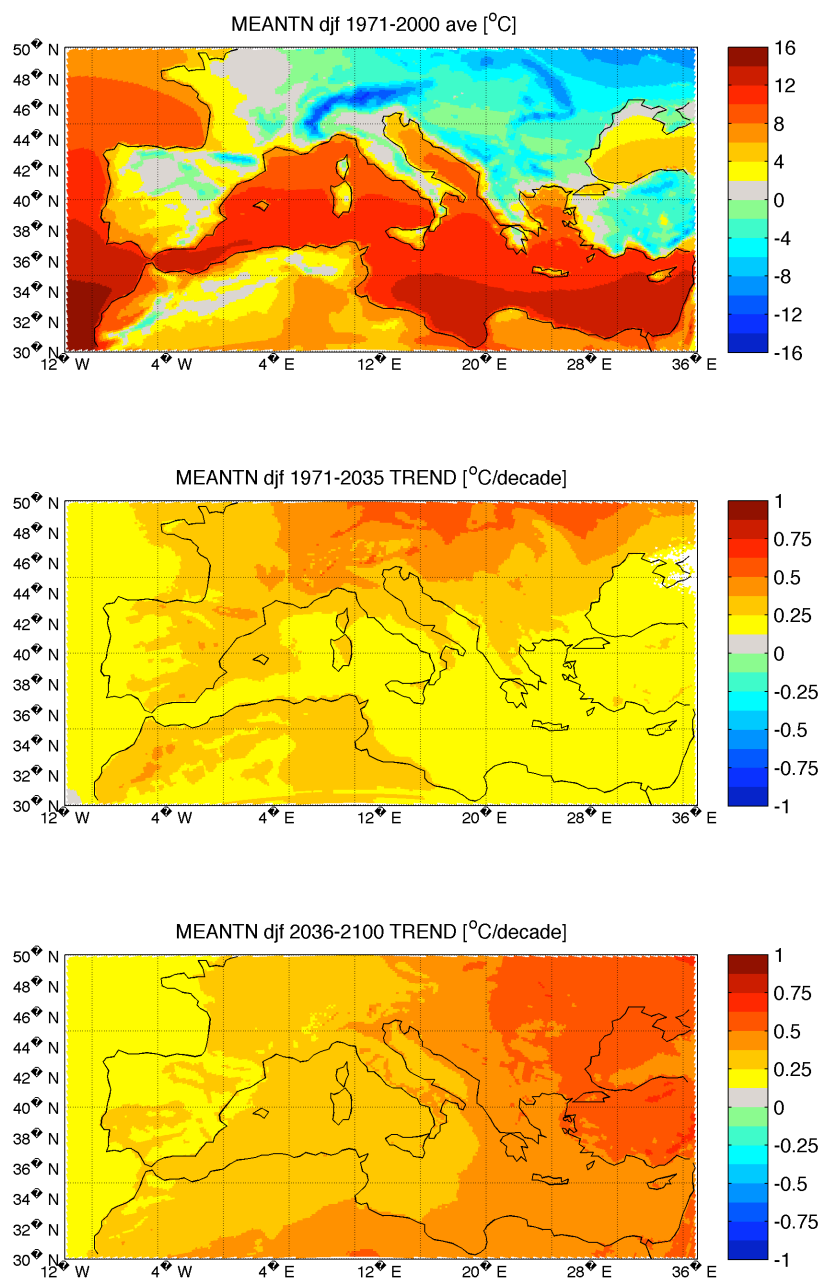 MEANTN djf 1971-2000 ave [°C]
50� N
48� N
46� N
44� N
42� N
40� N
38� N
36� N
34� N
32� N
30� N
12� W 4� W 4� E 12� E 20� E 28� E 36� E
16
12
8
4
0
-4
-8
-12
-16
MEANTN djf 1971-2035 TREND [°C/decade]
50� N
48� N
46� N
44� N
42� N
40� N
38� N
36� N
34� N
32� N
30� N
12� W 4� W 4� E 12� E 20� E 28� E 36� E
1
0.75
0.5
0.25
0
-0.25
-0.5
-0.75
-1
MEANTN djf 2036-2100 TREND [°C/decade]
50� N
48� N
46� N
44� N
42� N
40� N
38� N
36� N
34� N
32� N
30� N
12� W 4� W 4� E 12� E 20� E 28� E 36� E
1
0.75
0.5
0.25
0
-0.25
-0.5
-0.75
-1